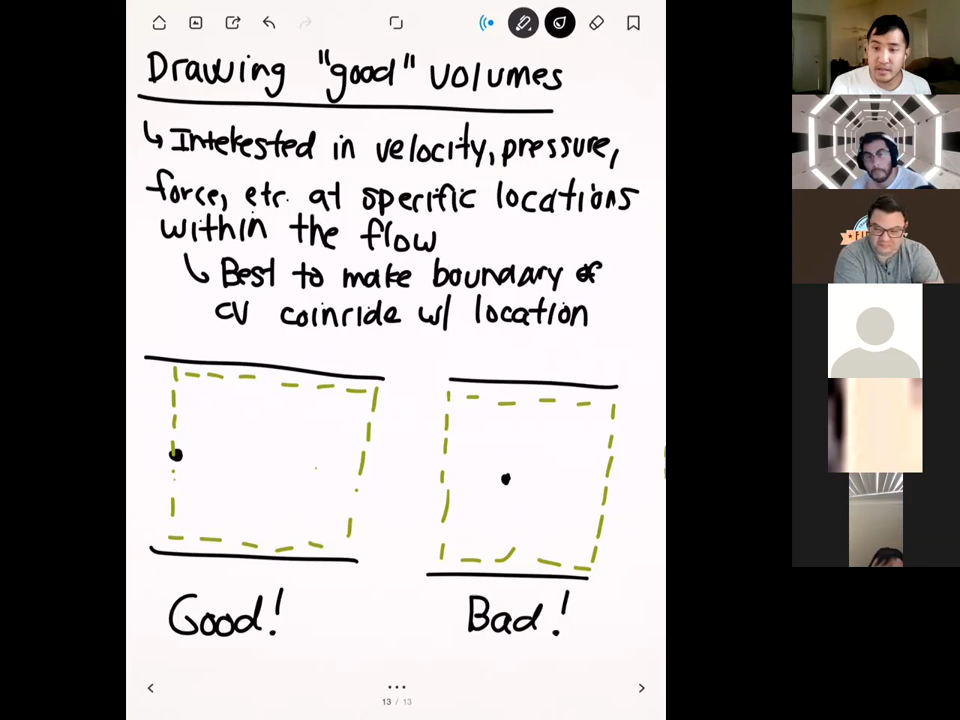 Drawing "good" volumes
↳ Interested in velocity, pressure,
force, etc. at specific locations
within the flow
↳ Best to make boundary of
CV coincide w/ location
Good!
Bad!
13 / 13